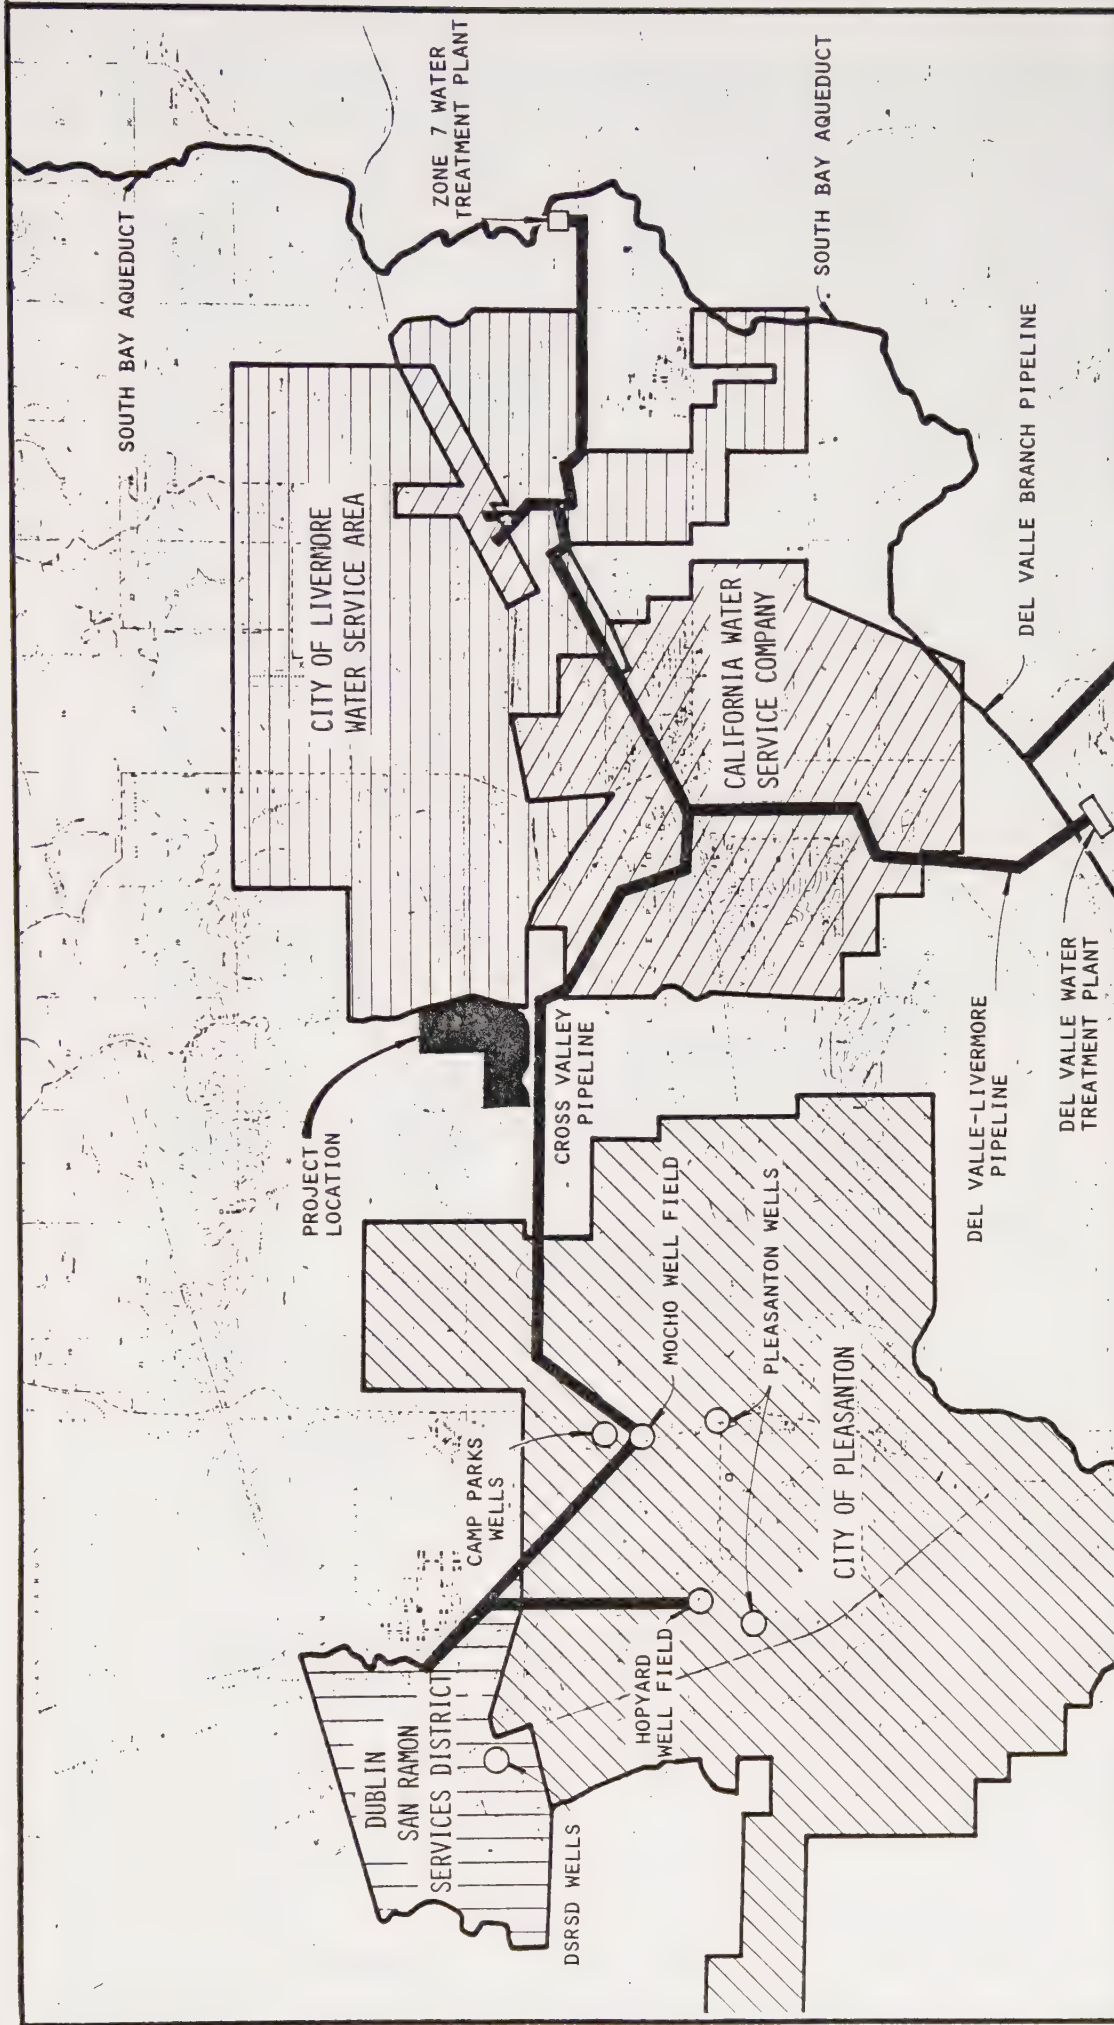 SOUTH BAY AQUEDUCT
ZONE 7 WATER
TREATMENT PLANT
CITY OF LIVERMORE
WATER SERVICE AREA
SOUTH BAY AQUEDUCT
PROJECT
LOCATION
CALIFORNIA WATER
SERVICE COMPANY
DEL VALLE BRANCH PIPELINE
CROSS VALLEY
PIPELINE
CAMP PARKS
WELLS
MOCHO WELL FIELD
PLEASANTON WELLS
DUBLIN
SAN RAMON
SERVICES DISTRICT
DSRSD WELLS
HOPYARD
WELL FIELD
CITY OF PLEASANTON
DEL VALLE-LIVERMORE
PIPELINE
DEL VALLE WATER
TREATMENT PLANT